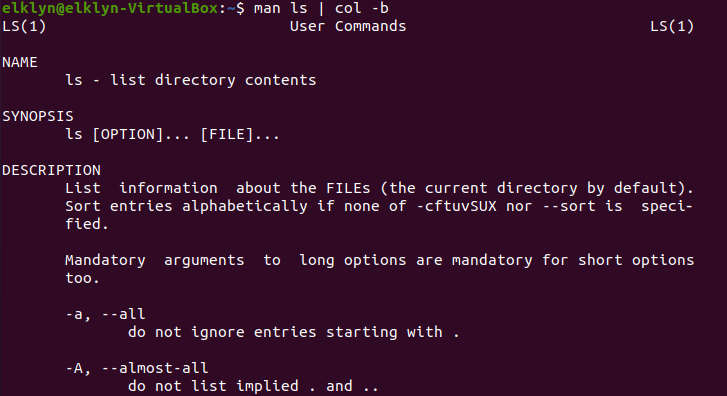 elklyn@elklyn-VirtualBox:~$ man ls | col -b
LS(1) User Commands LS(1)
NAME
ls - list directory contents
SYNOPSIS
ls [OPTION]... [FILE]...
DESCRIPTION
List information about the FILEs (the current directory by default).
Sort entries alphabetically if none of -cftuvSUX nor --sort is speci-
fied.
Mandatory arguments to long options are mandatory for short options
too.
-a, --all
do not ignore entries starting with .
-A, --almost-all
do not list implied . and ..